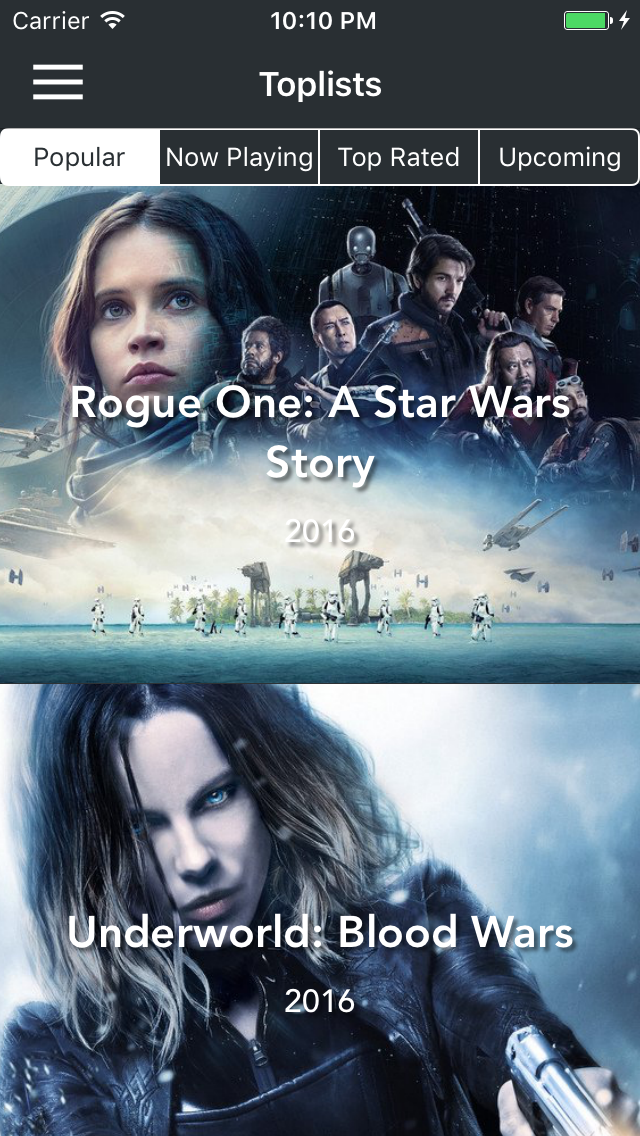 Carrier 10:10 PM
Toplists
Popular Now Playing Top Rated Upcoming
Rogue One: A Star Wars
Story
2016
Underworld: Blood Wars
2016